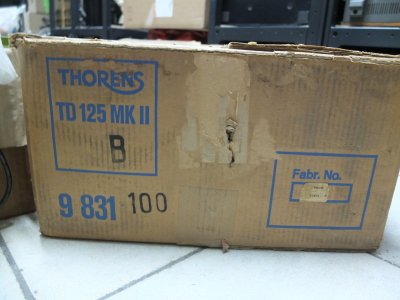 THORENS
TD 125 MK II
B
9 831 100
Fabr. No.